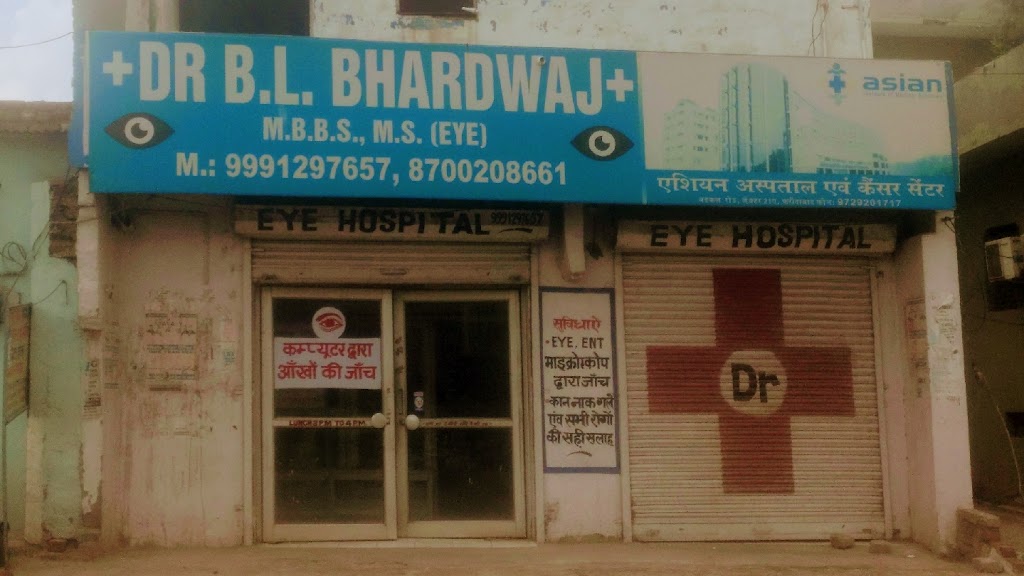 +DR B.L. BHARDWAJ+
M.B.B.S., M.S. (EYE)
M.: 9991297657, 8700208661
asian
एशियन अस्पताल एवं कैंसर सेंटर
9729201717
EYE HOSPITAL
EYE HOSPITAL
कम्प्यूटर द्वारा
आँखों की जाँच
सुविधाऐ
• EYE, ENT
माइक्रोस्कोप
द्वारा जाँच
कान नाक गले
एंव सभी रोगों
की सही सलाह
Dr